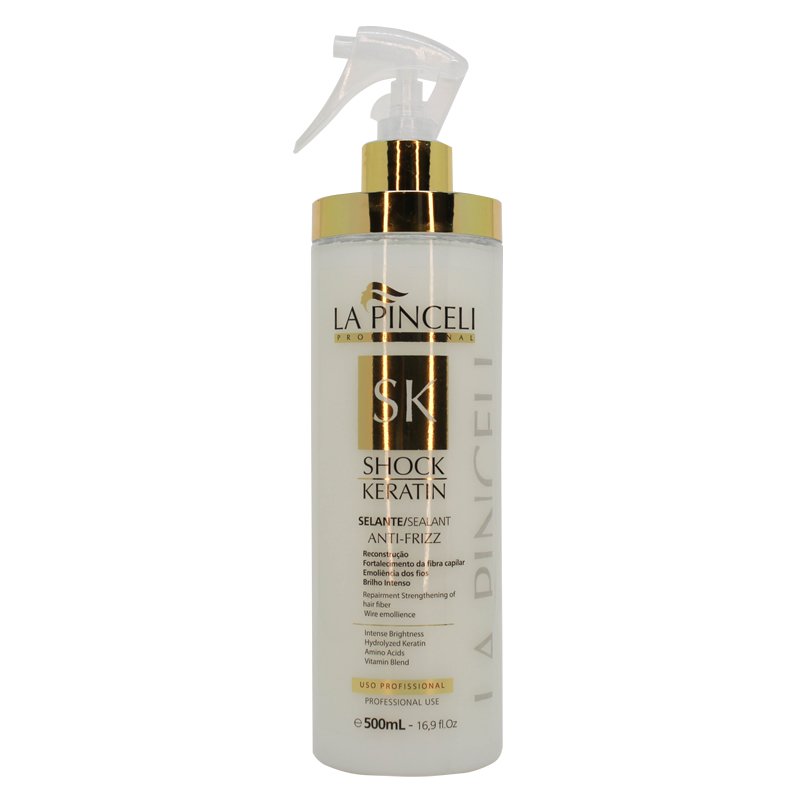 LA PINCELI
PROFESSIONAL
SK
SHOCK
KERATIN
SELANTE/SEALANT
ANTI-FRIZZ
Reconstrução
Fortalecimento da fibra capilar
Emoliência dos fios
Brilho Intenso
Repairment Strengthening of
hair fiber
Wire emollience
Intense Brightness
Hydrolyzed Keratin
Amino Acids
Vitamin Blend
USO PROFISSIONAL
PROFESSIONAL USE
℮ 500mL - 16,9 fl.Oz
LA PINCELI